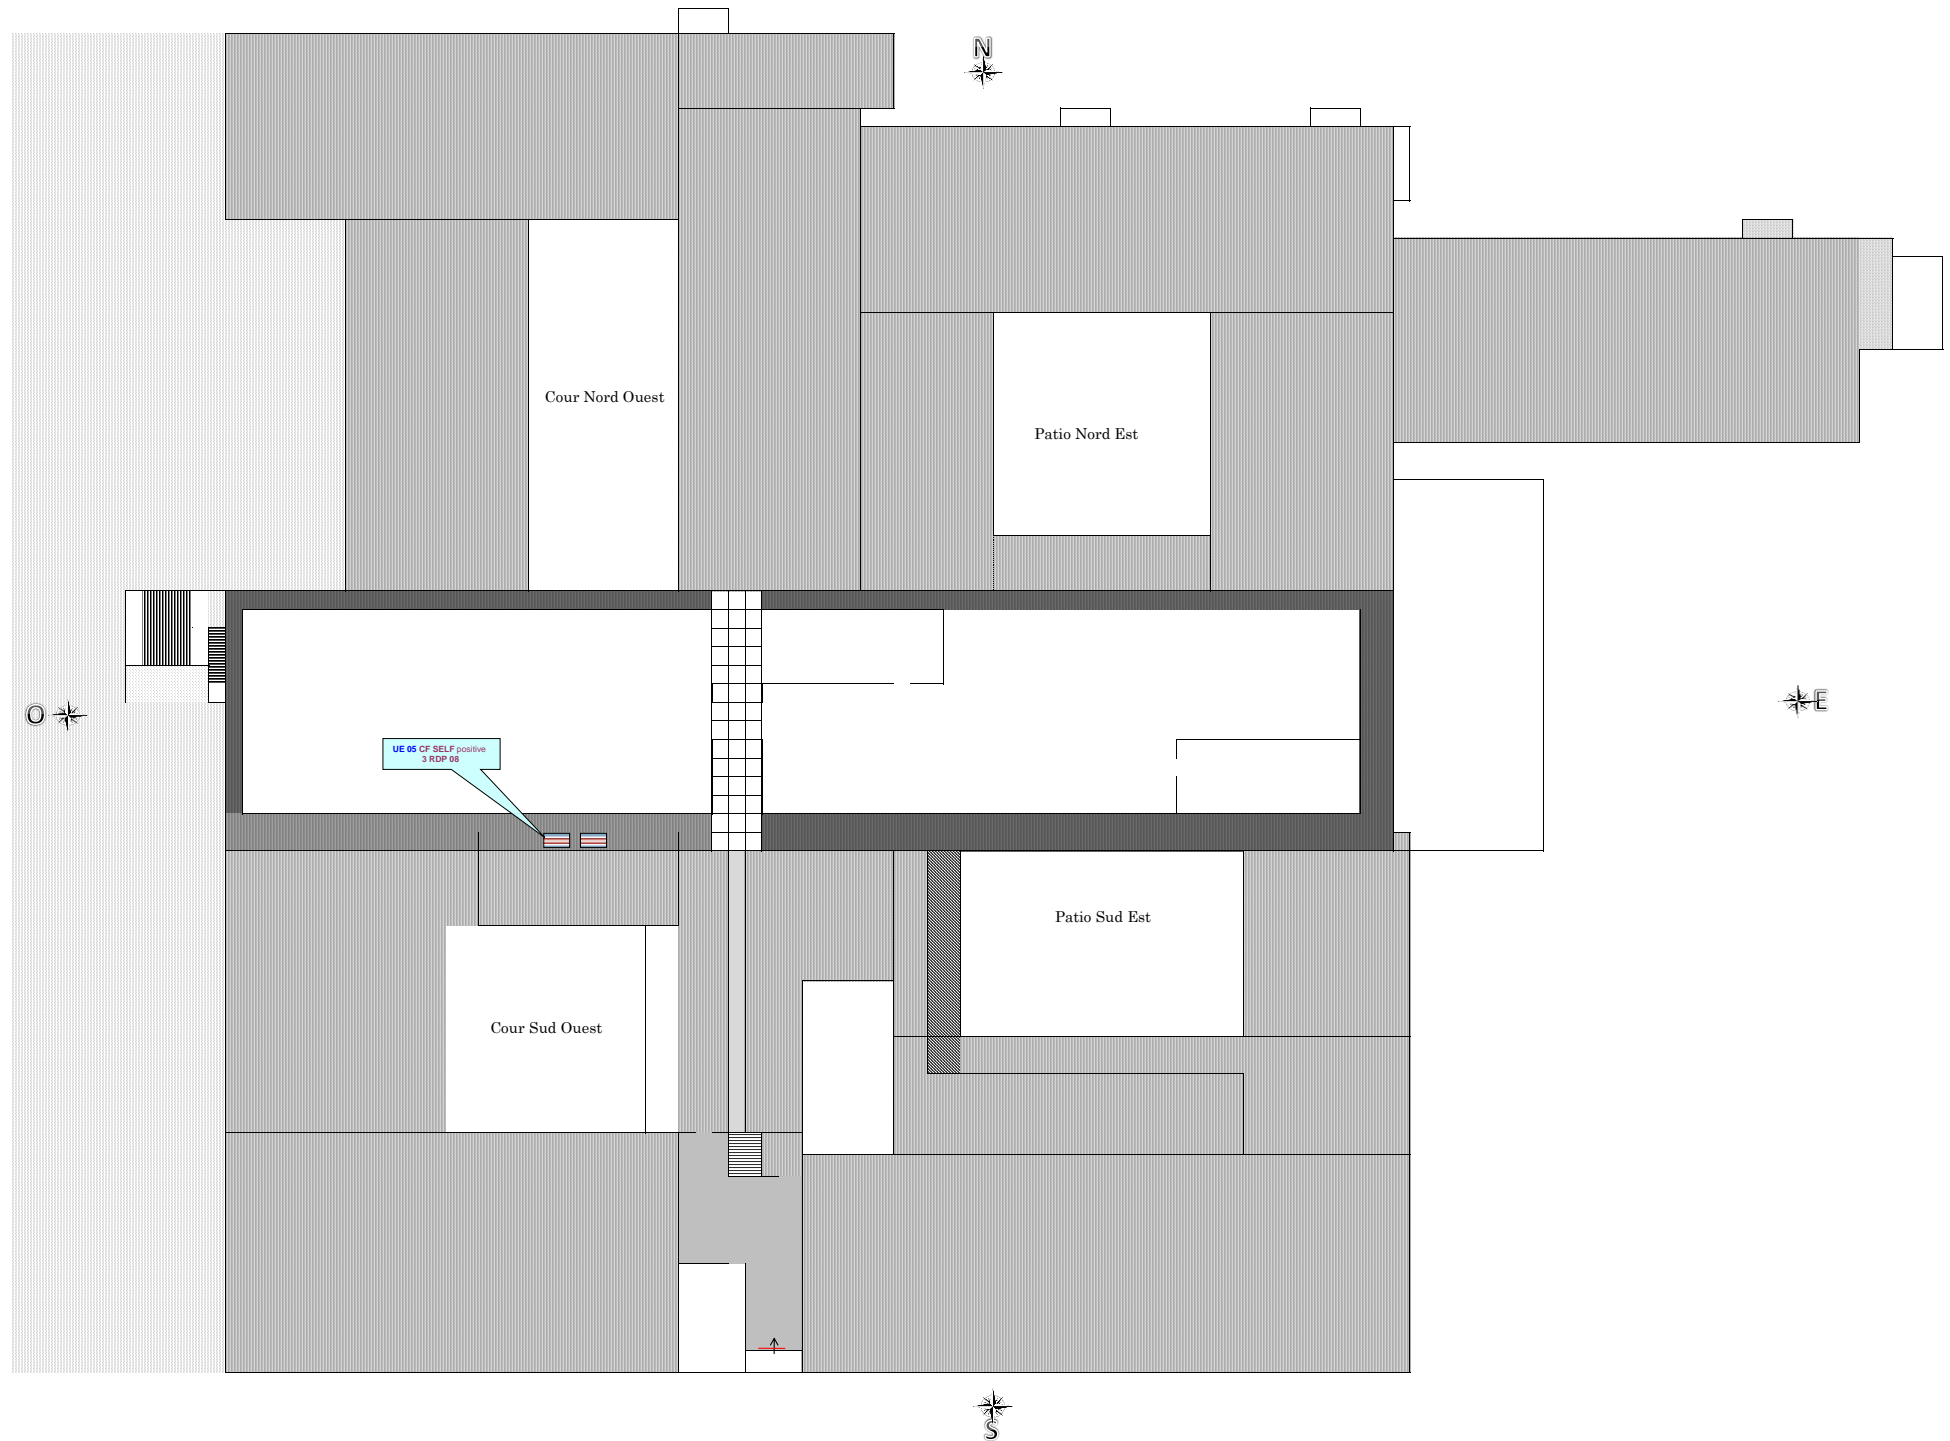 N
Cour Nord Ouest
Patio Nord Est
O
E
UE 05 CF SELF positive
3 RDP 08
Patio Sud Est
Cour Sud Ouest
S